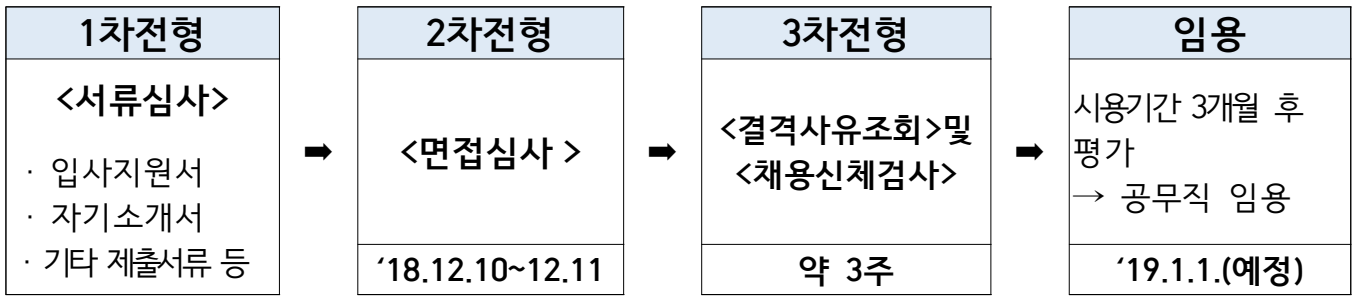 1차전형
<서류심사>
· 입사지원서
· 자기소개서
· 기타 제출서류 등
➡
2차전형
<면접심사 >
'18.12.10~12.11
➡
3차전형
<결격사유조회>및
<채용신체검사>
약 3주
➡
임용
시용기간 3개월 후
평가
→ 공무직 임용
'19.1.1.(예정)